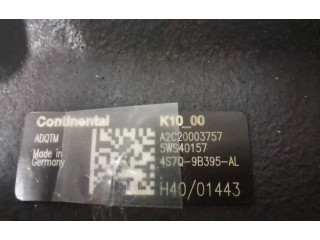 Continental K10_00
ADQTM A2C20003757
5WS40157
Made in
Germany 4S7Q-9B395-AL
H40/01443